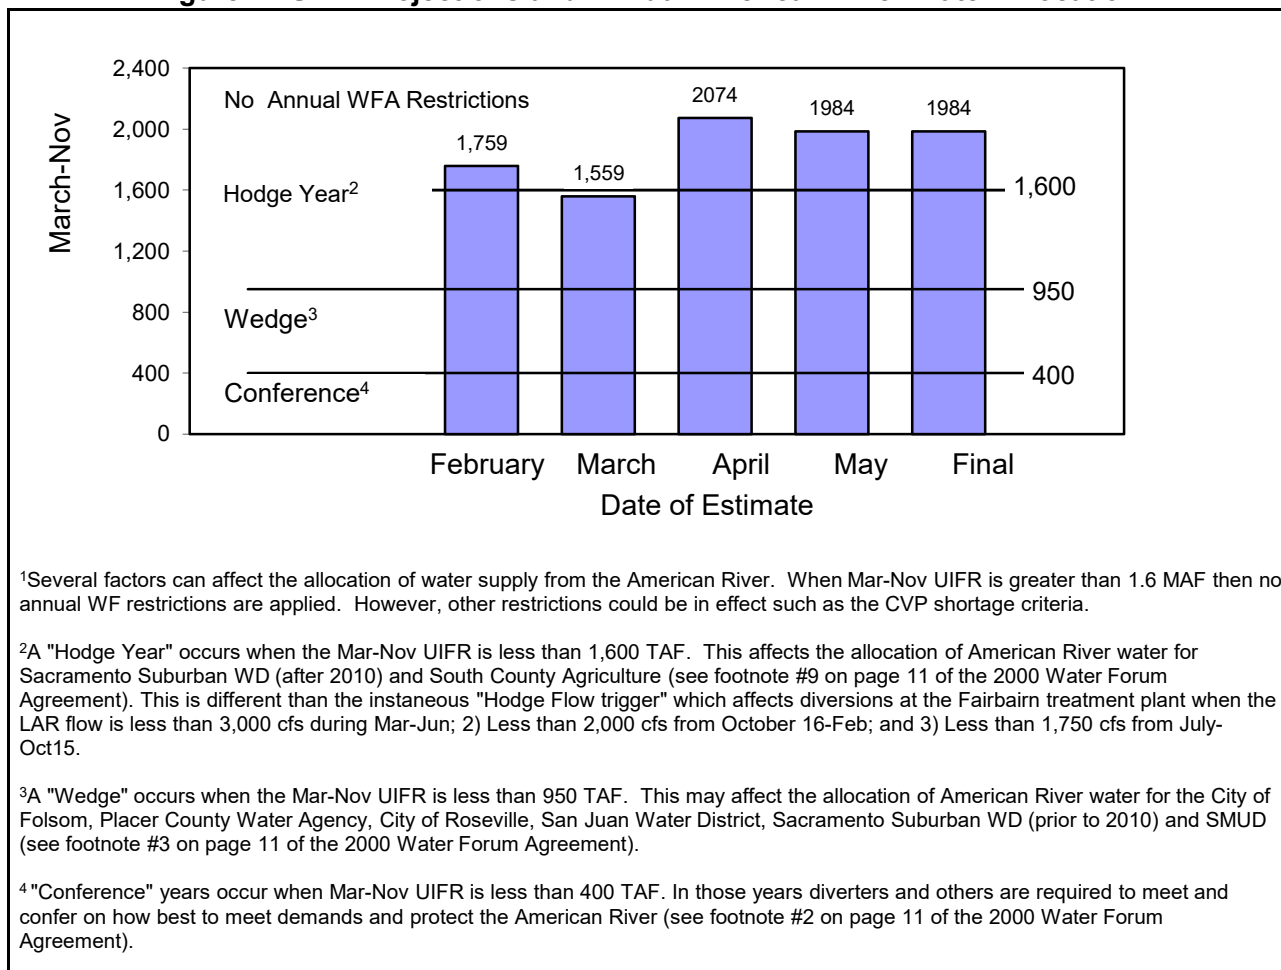 2,400
2,000
1,600
1,200
800
400
0
March-Nov
No Annual WFA Restrictions
Hodge Year2
Wedge3
Conference4
1,759
1,559
2074
1984
1984
1,600
950
400
February March April May Final
Date of Estimate
1Several factors can affect the allocation of water supply from the American River. When Mar-Nov UIFR is greater than 1.6 MAF then no
annual WF restrictions are applied. However, other restrictions could be in effect such as the CVP shortage criteria.
2A "Hodge Year" occurs when the Mar-Nov UIFR is less than 1,600 TAF. This affects the allocation of American River water for
Sacramento Suburban WD (after 2010) and South County Agriculture (see footnote #9 on page 11 of the 2000 Water Forum
Agreement). This is different than the instaneous "Hodge Flow trigger" which affects diversions at the Fairbairn treatment plant when the
LAR flow is less than 3,000 cfs during Mar-Jun; 2) Less than 2,000 cfs from October 16-Feb; and 3) Less than 1,750 cfs from July-
Oct15.
3A "Wedge" occurs when the Mar-Nov UIFR is less than 950 TAF. This may affect the allocation of American River water for the City of
Folsom, Placer County Water Agency, City of Roseville, San Juan Water District, Sacramento Suburban WD (prior to 2010) and SMUD
(see footnote #3 on page 11 of the 2000 Water Forum Agreement).
4 "Conference" years occur when Mar-Nov UIFR is less than 400 TAF. In those years diverters and others are required to meet and
confer on how best to meet demands and protect the American River (see footnote #2 on page 11 of the 2000 Water Forum
Agreement).